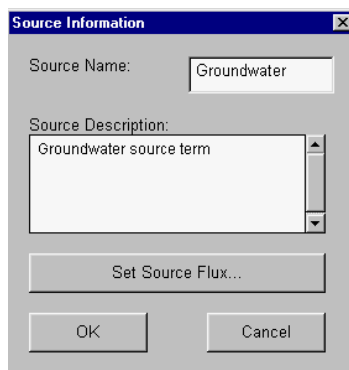 Source Information
Source Name:
Groundwater
Source Description:
Groundwater source term
Set Source Flux...
OK
Cancel